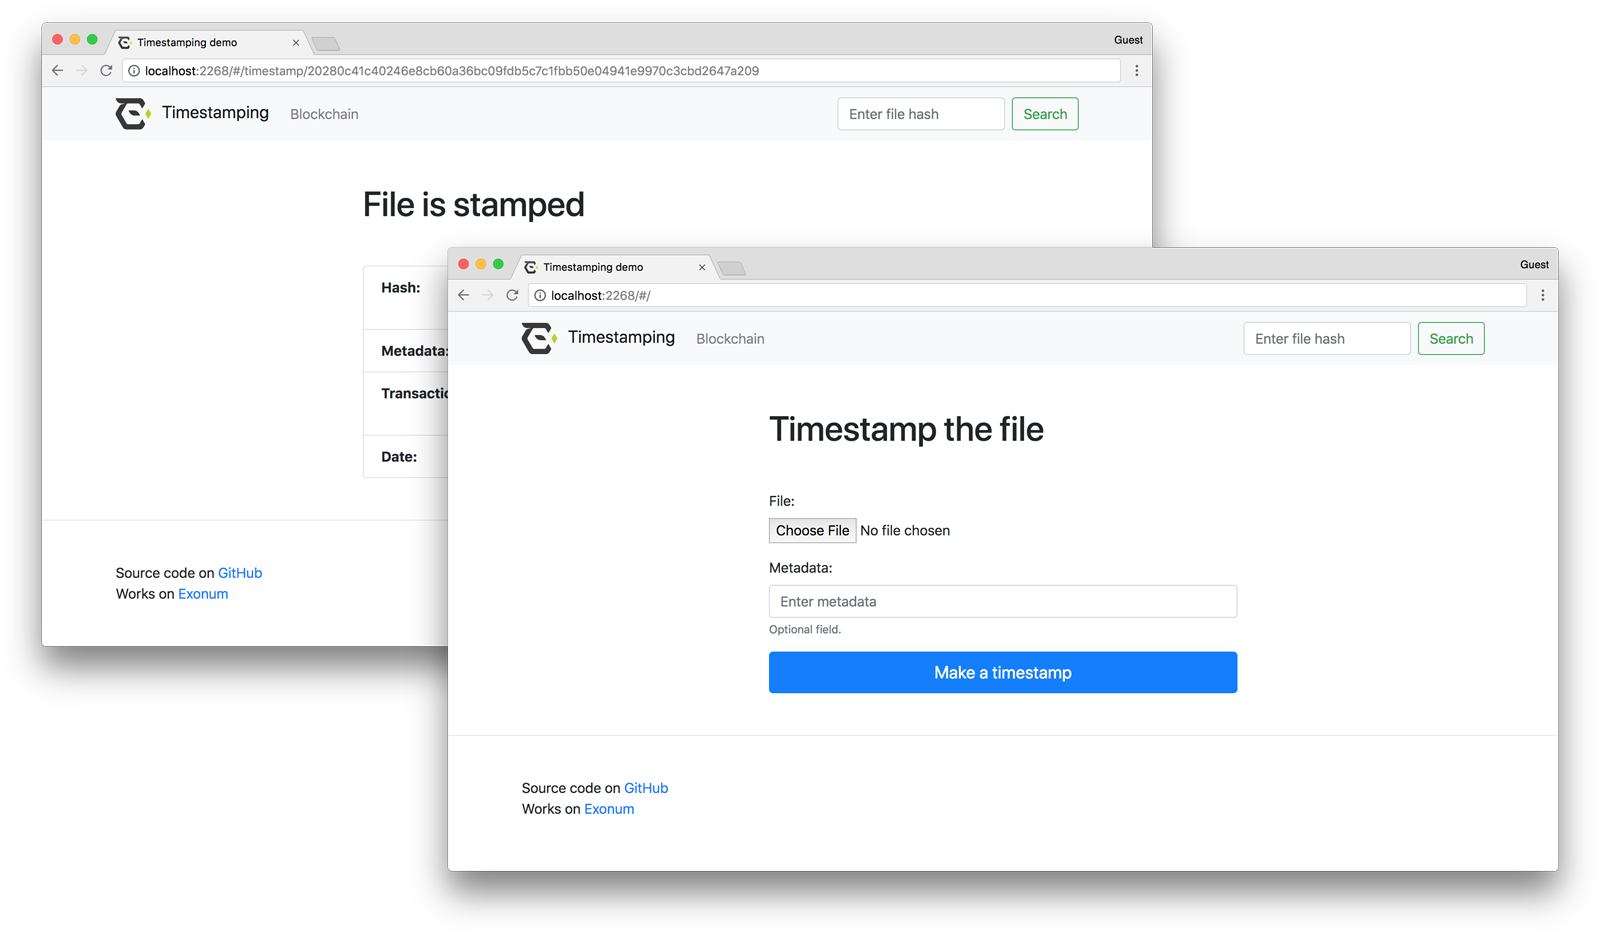 Timestamping demo
Guest
localhost:2268/#/timestamp/20280c41c40246e8cb60a36bc09fdb5c7c1fbb50e04941e9970c3cbd2647a209
Timestamping Blockchain Enter file hash Search
File is stamped
Hash:
Metadata:
Transactic
Date:
Source code on GitHub
Works on Exonum
Timestamping demo
Guest
localhost:2268/#/
Timestamping Blockchain Enter file hash Search
Timestamp the file
File:
Choose File No file chosen
Metadata:
Enter metadata
Optional field.
Make a timestamp
Source code on GitHub
Works on Exonum